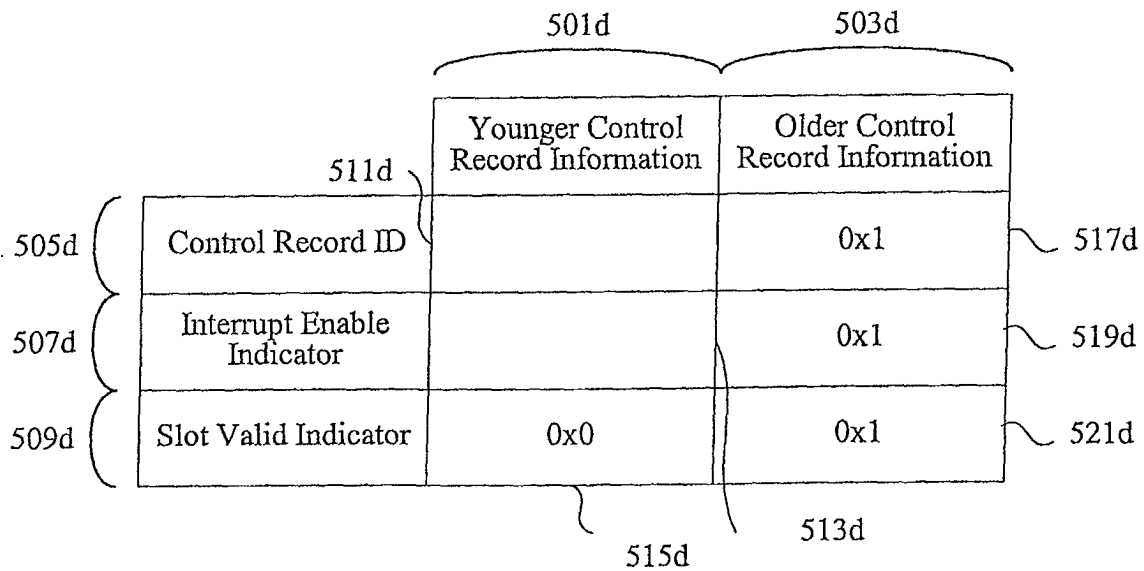 501d
503d
Younger Control
Record Information
Older Control
Record Information
511d
505d
Control Record ID
0x1
517d
507d
Interrupt Enable
Indicator
0x1
519d
509d
Slot Valid Indicator
0x0
0x1
521d
513d
515d